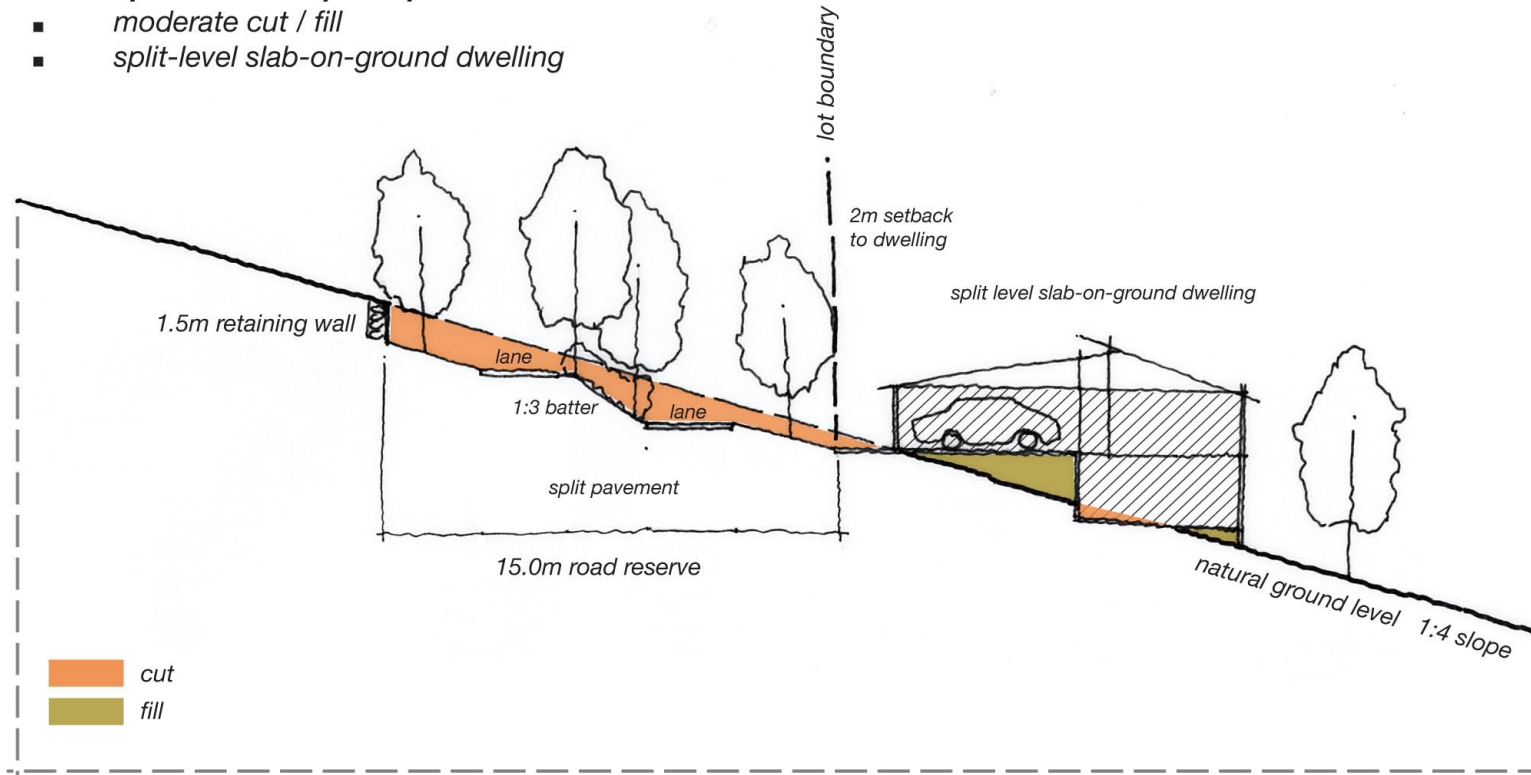 moderate cut / fill
split-level slab-on-ground dwelling
lot boundary
2m setback
to dwelling
split level slab-on-ground dwelling
1.5m retaining wall
lane
1:3 batter
lane
split pavement
15.0m road reserve
natural ground level 1:4 slope
cut
fill